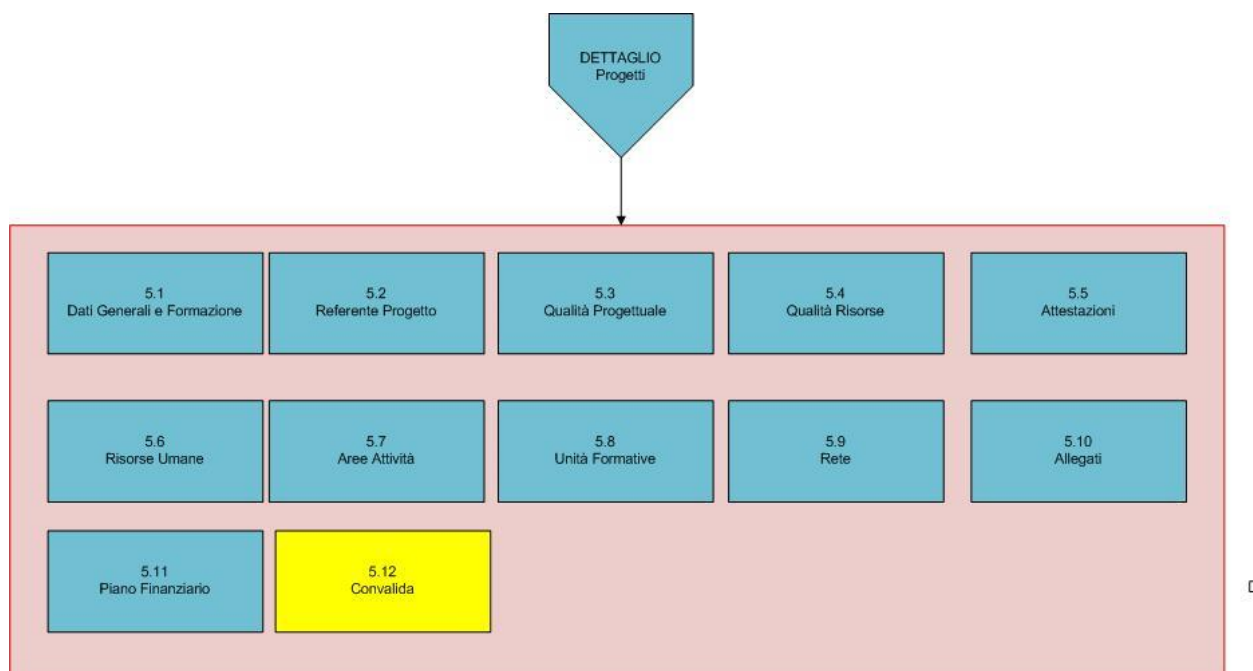 DETTAGLIO
Progetti
5.1
Dati Generali e Formazione
5.2
Referente Progetto
5.3
Qualità Progettuale
5.4
Qualità Risorse
5.5
Attestazioni
5.6
Risorse Umane
5.7
Aree Attività
5.8
Unità Formative
5.9
Rete
5.10
Allegati
5.11
Piano Finanziario
5.12
Convalida